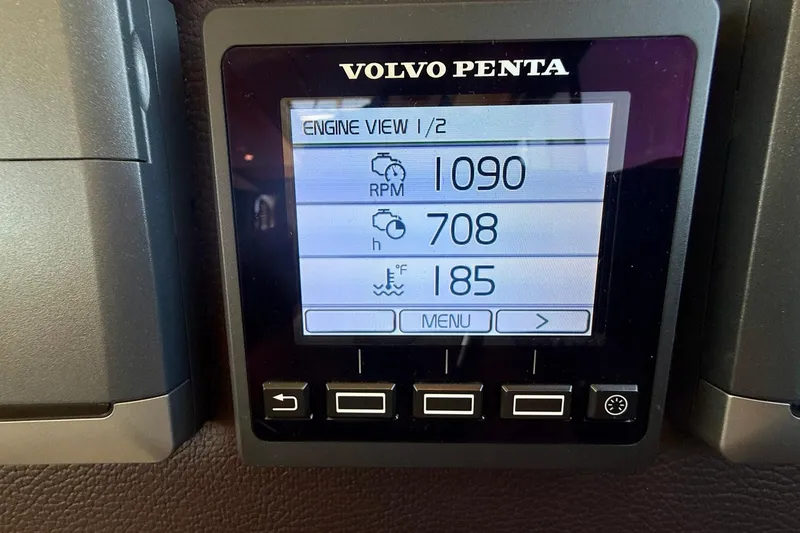 VOLVO PENTA
ENGINE VIEW 1/2
RPM 1090
h 708
°F 185
MENU >